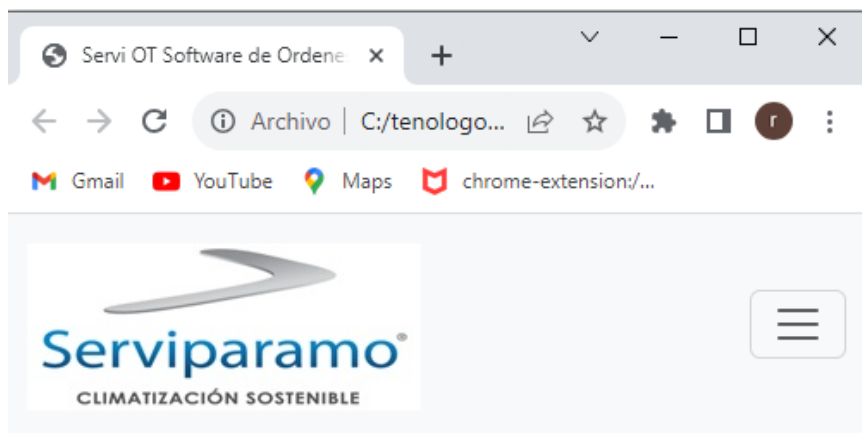 Servi OT Software de Ordene
Archivo | C:/tenologo...
r
Gmail YouTube Maps chrome-extension:/...
Serviparamo®
CLIMATIZACIÓN SOSTENIBLE